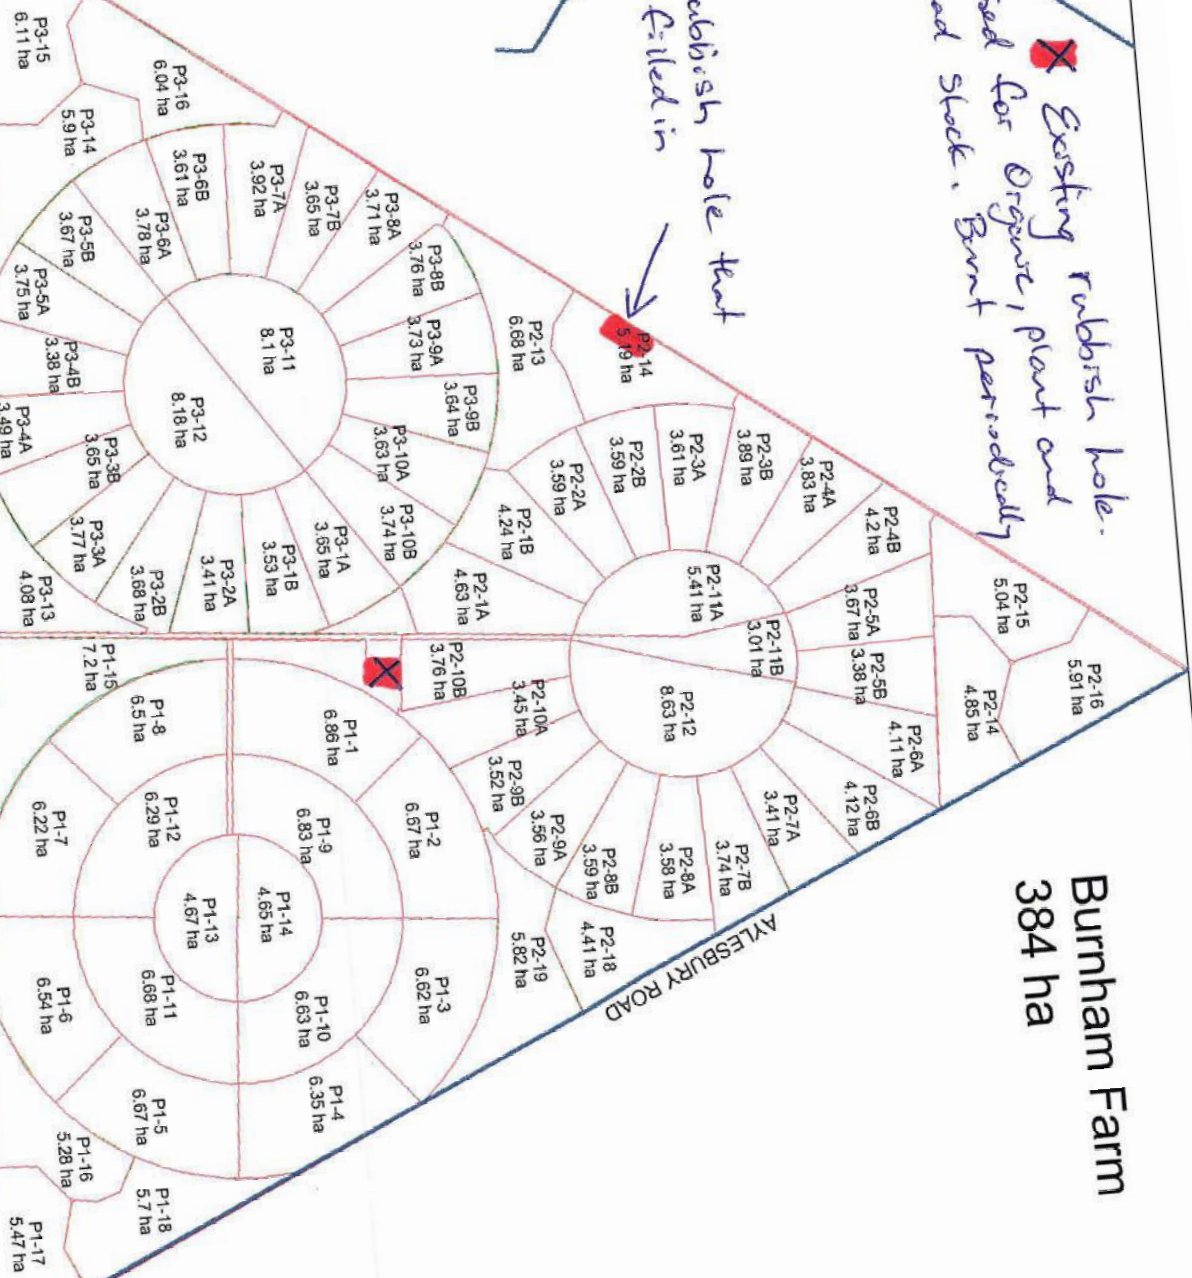 Burnham Farm
384 ha
Existing rubbish hole-
for Organic, plant and
Stock. Burnt periodically
hole that
filled in
AYLESBURY ROAD
P2-16
5.91 ha
P2-15
5.04 ha
P2-14
4.85 ha
P2-4B
4.2 ha
P2-5A
3.67 ha
P2-5B
3.38 ha
P2-6A
4.11 ha
P2-6B
4.12 ha
P2-4A
3.83 ha
P2-3B
3.89 ha
P2-3A
3.61 ha
P2-2B
3.59 ha
P2-2A
3.59 ha
P2-1B
4.24 ha
P2-1A
4.63 ha
P2-11A
5.41 ha
P2-11B
3.01 ha
P2-12
8.63 ha
P2-7A
3.41 ha
P2-7B
3.74 ha
P2-8A
3.58 ha
P2-8B
3.59 ha
P2-9A
3.56 ha
P2-9B
3.52 ha
P2-10A
3.45 ha
P2-10B
3.76 ha
P2-18
4.41 ha
P2-19
5.82 ha
P2-14
5.19 ha
P2-13
6.68 ha
P3-8B
3.76 ha
P3-9A
3.73 ha
P3-9B
3.64 ha
P3-10A
3.63 ha
P3-10B
3.74 ha
P3-8A
3.71 ha
P3-7B
3.65 ha
P3-7A
3.92 ha
P3-6B
3.61 ha
P3-6A
3.78 ha
P3-16
6.04 ha
P3-14
5.9 ha
P3-15
6.11 ha
P3-5B
3.67 ha
P3-5A
3.75 ha
P3-4B
3.38 ha
P3-4A
3.49 ha
P3-11
8.1 ha
P3-12
8.18 ha
P3-3B
3.65 ha
P3-3A
3.77 ha
P3-13
4.08 ha
P3-2B
3.68 ha
P3-2A
3.41 ha
P3-1B
3.53 ha
P3-1A
3.65 ha
P1-15
7.2 ha
P1-8
6.5 ha
P1-1
6.86 ha
P1-2
6.67 ha
P1-7
6.22 ha
P1-12
6.29 ha
P1-9
6.83 ha
P1-13
4.67 ha
P1-14
4.65 ha
P1-3
6.62 ha
P1-10
6.63 ha
P1-11
6.68 ha
P1-6
6.54 ha
P1-4
6.35 ha
P1-5
6.67 ha
P1-16
5.28 ha
P1-18
5.7 ha
P1-17
5.47 ha